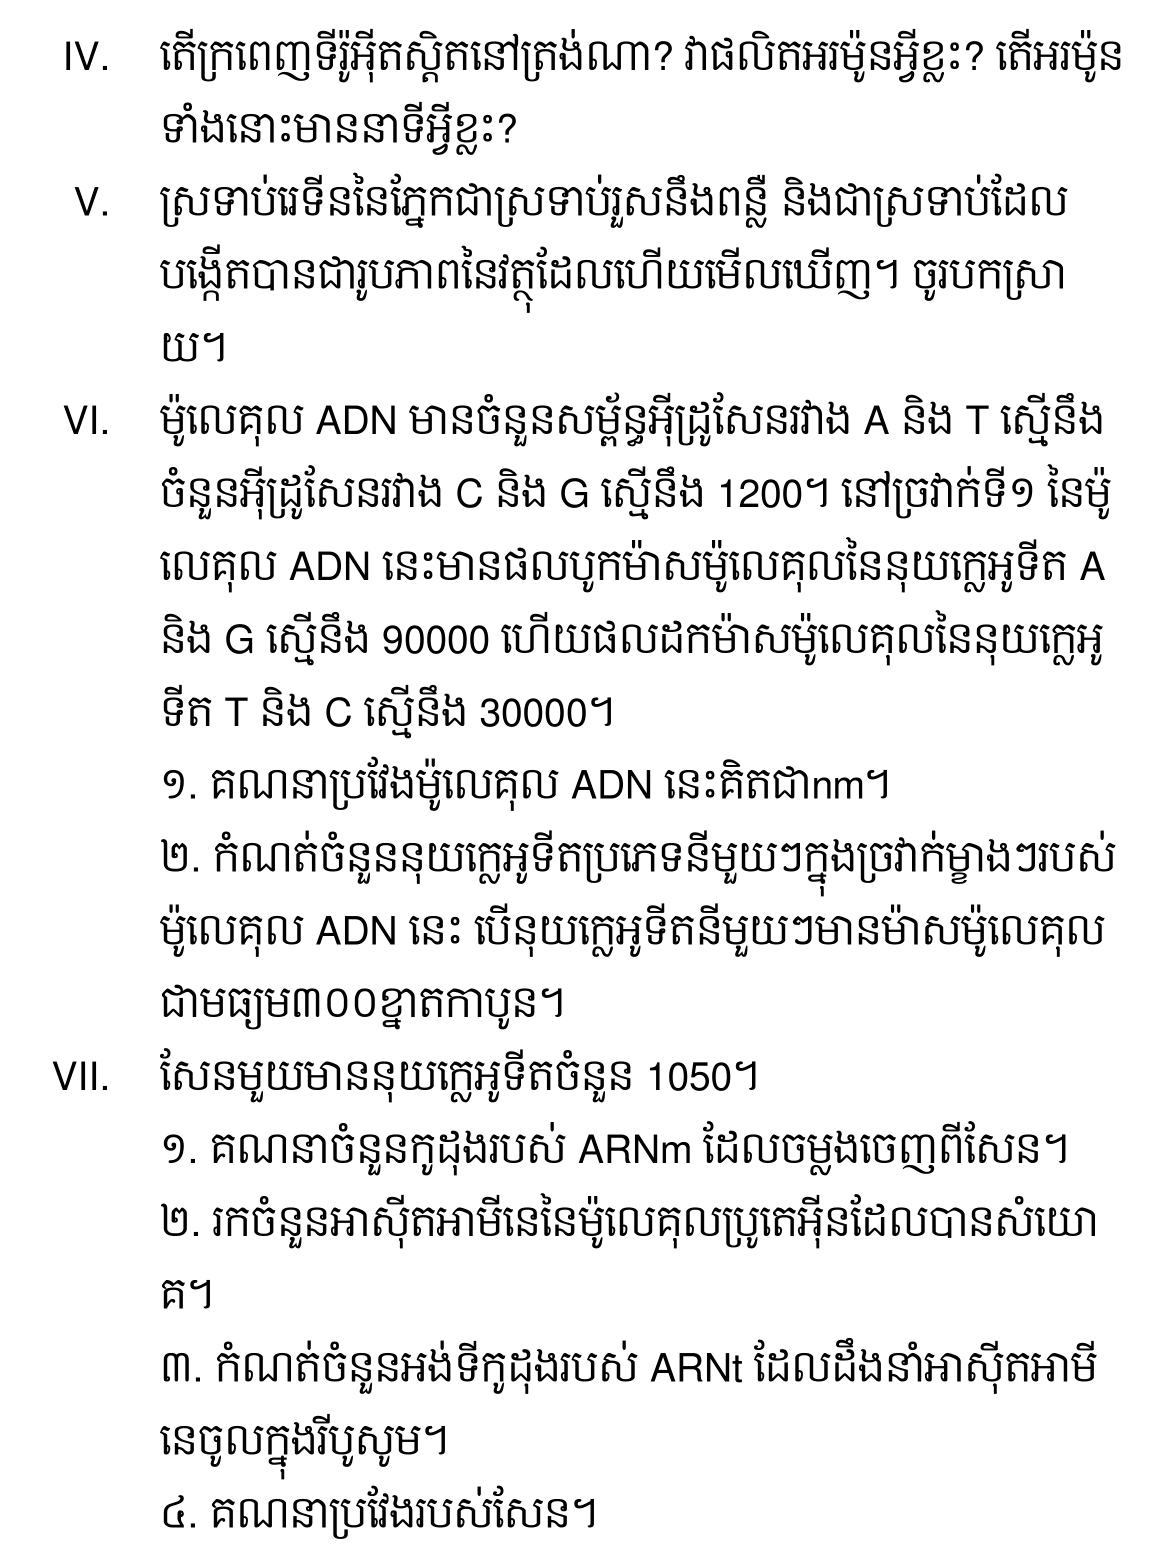 IV. តើក្រពេញទីរ៉ូអ៊ីតស្ថិតនៅត្រង់ណា? វាផលិតអរម៉ូនអ្វីខ្លះ? តើអរម៉ូន
ទាំងនោះមាននាទីអ្វីខ្លះ?
V. ស្រទាប់រេទីននៃភ្នែកជាស្រទាប់រួសនឹងពន្លឺ និងជាស្រទាប់ដែល
បង្កើតបានជារូបភាពនៃវត្ថុដែលហើយមើលឃើញ។ ចូរបកស្រា
យ។
VI. ម៉ូលេគុល ADN មានចំនួនសម្ព័ន្ធអ៊ីដ្រូសែនរវាង A និង T ស្មើនឹង
ចំនួនអ៊ីដ្រូសែនរវាង C និង G ស្មើនឹង 1200។ នៅច្រវាក់ទី១ នៃម៉ូ
លេគុល ADN នេះមានផលបូកម៉ាសម៉ូលេគុលនៃនុយក្លេអូទីត A
និង G ស្មើនឹង 90000 ហើយផលដកម៉ាសម៉ូលេគុលនៃនុយក្លេអូ
ទីត T និង C ស្មើនឹង 30000។
១. គណនាប្រវែងម៉ូលេគុល ADN នេះគិតជាnm។
២. កំណត់ចំនួននុយក្លេអូទីតប្រភេទនីមួយៗក្នុងច្រវាក់ម្ខាងៗរបស់
ម៉ូលេគុល ADN នេះ បើនុយក្លេអូទីតនីមួយៗមានម៉ាសម៉ូលេគុល
ជាមធ្យម៣០០ខ្នាតកាបូន។
VII. សែនមួយមាននុយក្លេអូទីតចំនួន 1050។
១. គណនាចំនួនកូដុងរបស់ ARNm ដែលចម្លងចេញពីសែន។
២. រកចំនួនអាស៊ីតអាមីនេនៃម៉ូលេគុលប្រូតេអ៊ីនដែលបានសំយោ
គ។
៣. កំណត់ចំនួនអង់ទីកូដុងរបស់ ARNt ដែលដឹងនាំអាស៊ីតអាមី
នេចូលក្នុងរីបូសូម។
៤. គណនាប្រវែងរបស់សែន។